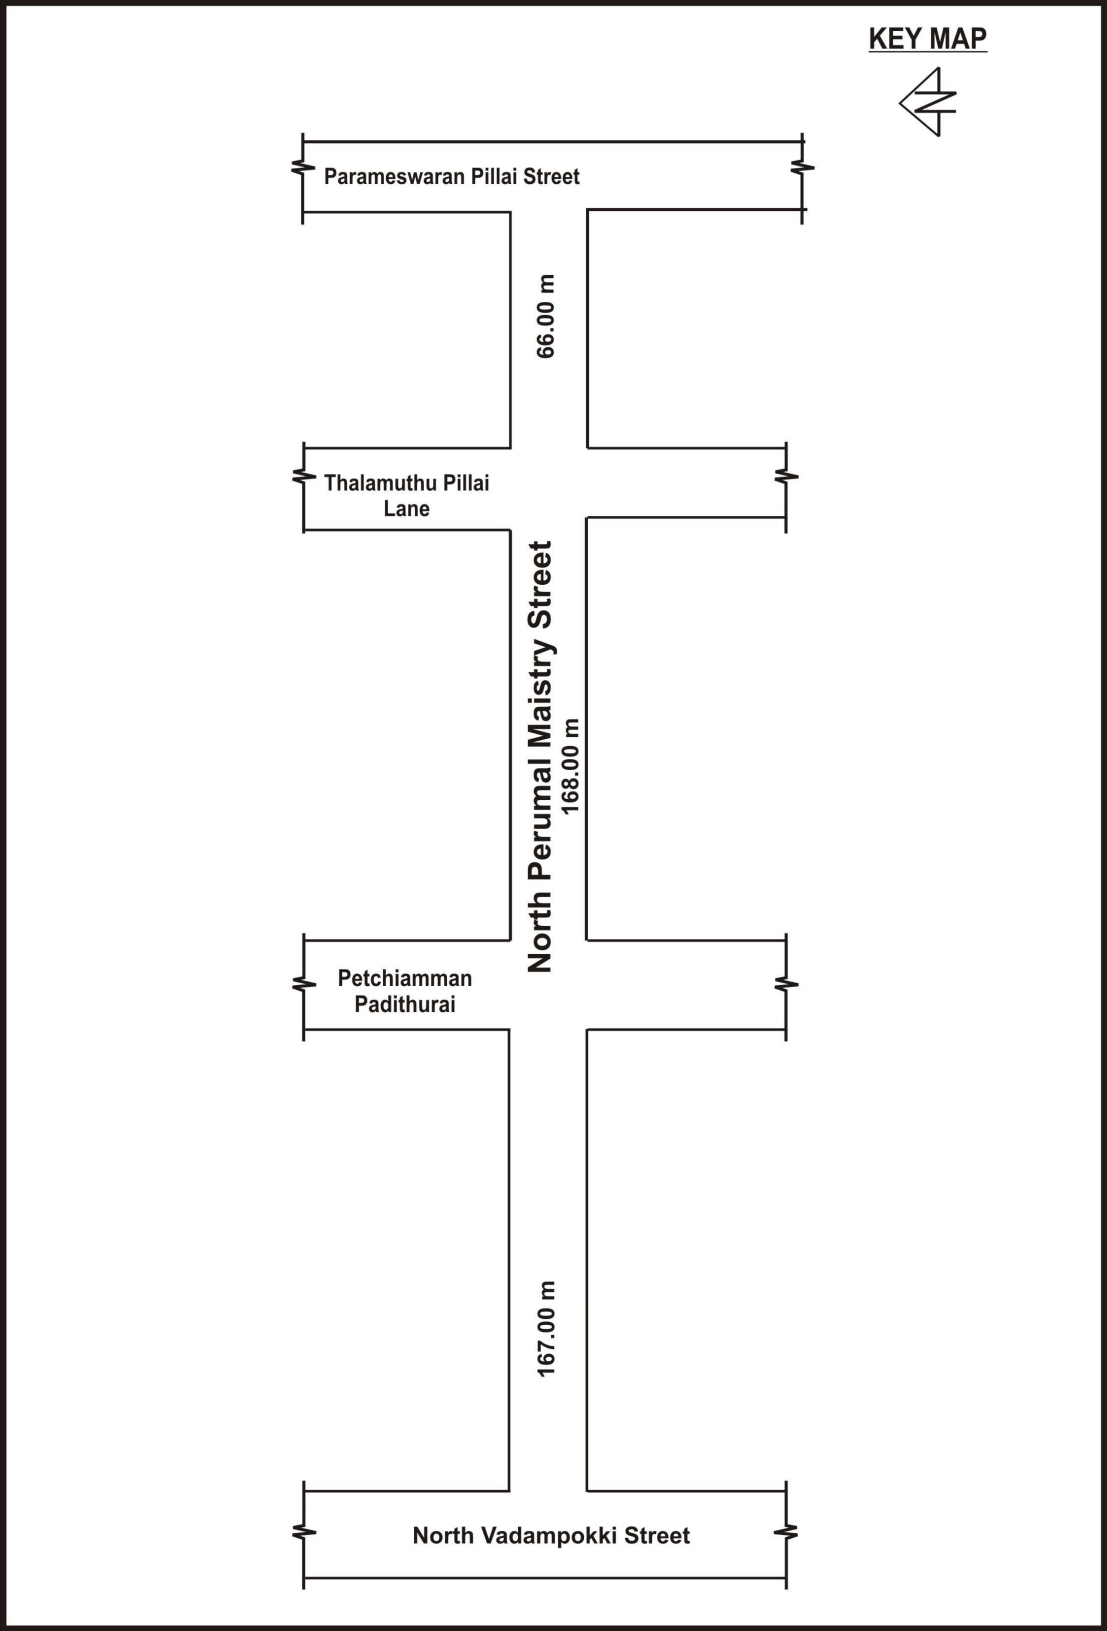 KEY MAP
N
Parameswaran Pillai Street
66.00 m
Thalamuthu Pillai
Lane
North Perumal Maistry Street
168.00 m
Petchiamman
Padithurai
167.00 m
North Vadampokki Street